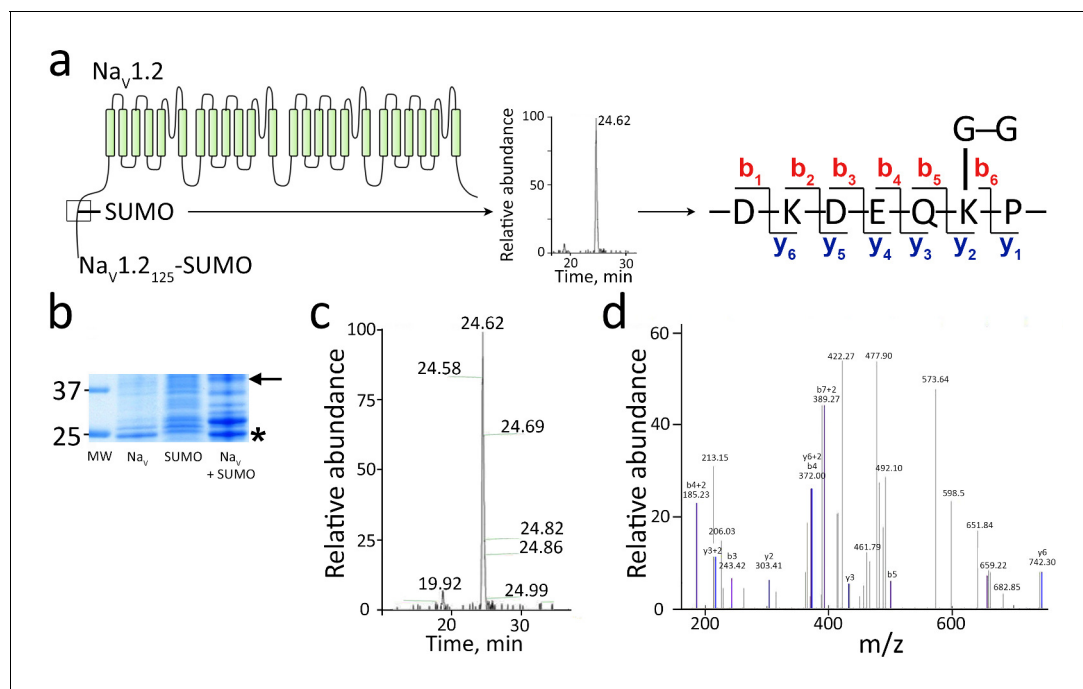 a
NaV1.2
SUMO
NaV1.2125-SUMO
Relative abundance
100
50
0
24.62
20 30
Time, min
G–G
b1 b2 b3 b4 b5 b6
D–K–D–E–Q–K–P
y6 y5 y4 y3 y2 y1
b
37
25
*
MW NaV SUMO NaV + SUMO
c
Relative abundance
100
75
50
25
0
24.62
24.58
24.69
24.82
24.86
24.99
19.92
20 30
Time, min
d
Relative abundance
60
40
20
0
422.27
477.90
573.64
b7+2
389.27
213.15
y6+2
b4
372.00
492.10
b4+2
185.23
598.5
206.03
651.84
y3+2
b3
243.42
y2
303.41
461.79
y3
b5
659.22
682.85
y6
742.30
200 400 600
m/z